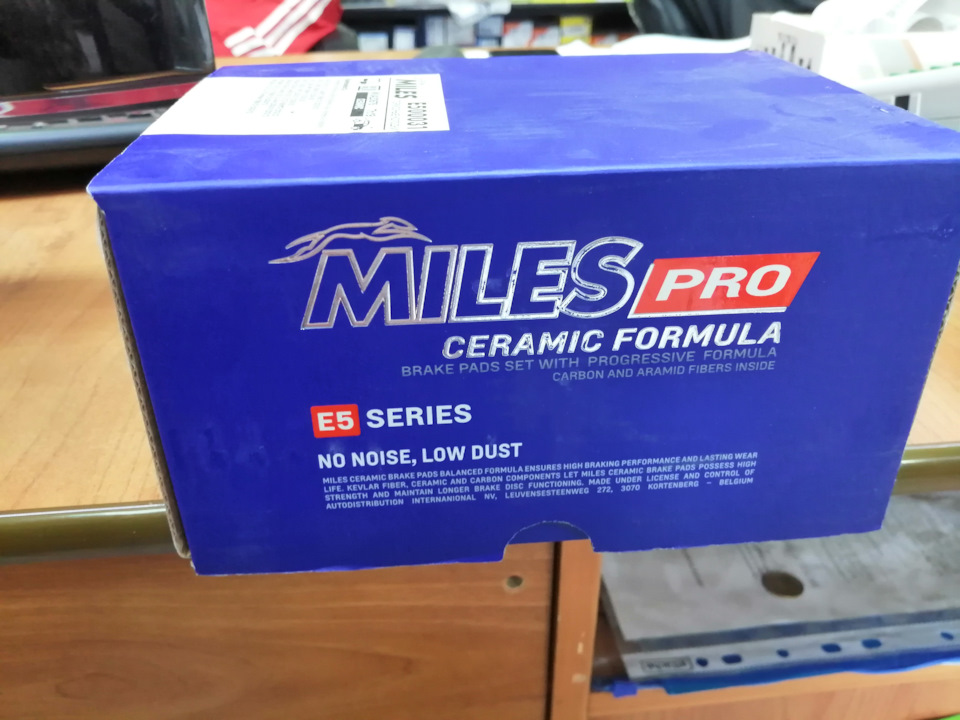 MILES E500031
MILES PRO
CERAMIC FORMULA
BRAKE PADS SET WITH PROGRESSIVE FORMULA
CARBON AND ARAMID FIBERS INSIDE
E5 SERIES
NO NOISE, LOW DUST
MILES CERAMIC BRAKE PADS BALANCED FORMULA ENSURES HIGH BRAKING PERFORMANCE AND LASTING WEAR
LIFE. KEVLAR FIBER, CERAMIC AND CARBON COMPONENTS LET MILES CERAMIC BRAKE PADS POSSESS HIGH
STRENGTH AND MAINTAIN LONGER BRAKE DISC FUNCTIONING. MADE UNDER LICENSE AND CONTROL OF
AUTODISTRIBUTION INTERNANIONAL NV, LEUVENSESTEENWEG 272, 3070 KORTENBERG – BELGIUM